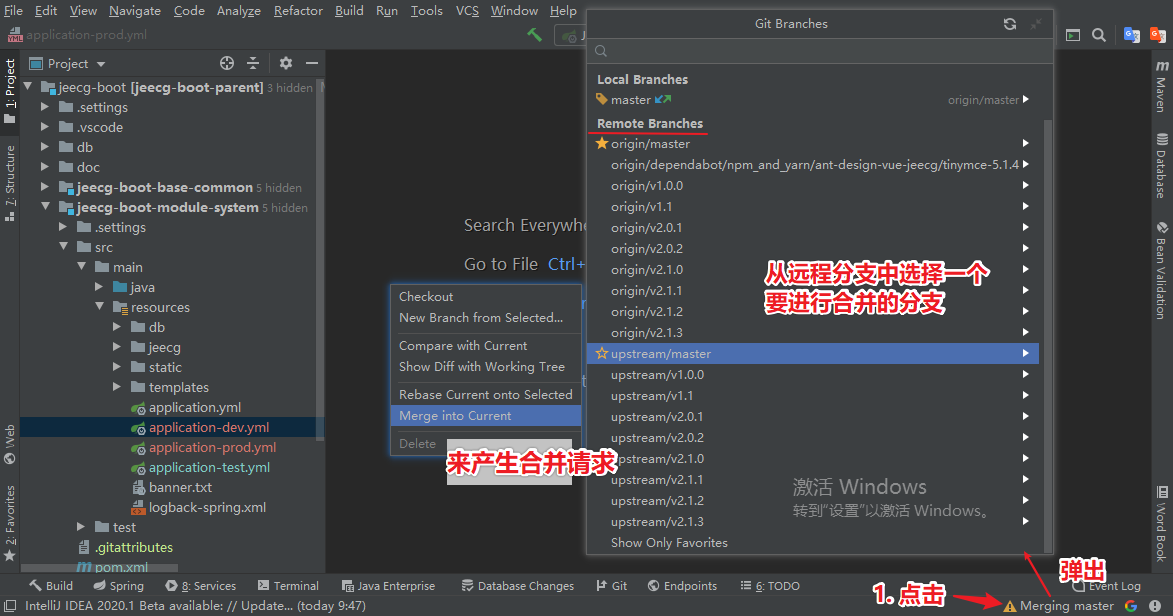 File Edit View Navigate Code Analyze Refactor Build Run Tools VCS Window Help
application-prod.yml
Project
jeecg-boot [jeecg-boot-parent] 3 hidden
.settings
.vscode
db
doc
jeecg-boot-base-common 5 hidden
jeecg-boot-module-system 5 hidden
.settings
src
main
java
resources
db
jeecg
static
templates
application.yml
application-dev.yml
application-prod.yml
application-test.yml
banner.txt
logback-spring.xml
test
.gitattributes
pom.xml
1: Project
7: Structure
Web
2: Favorites
Search Everywhe
Go to File Ctrl+
Checkout
New Branch from Selected...
Compare with Current
Show Diff with Working Tree
Rebase Current onto Selected
Merge into Current
Delete
来产生合并请求
Git Branches
Local Branches
master origin/master
Remote Branches
origin/master
origin/dependabot/npm_and_yarn/ant-design-vue-jeecg/tinymce-5.1.4
origin/v1.0.0
origin/v1.1
origin/v2.0.1
origin/v2.0.2
origin/v2.1.0
origin/v2.1.1
origin/v2.1.2
origin/v2.1.3
从远程分支中选择一个
要进行合并的分支
upstream/master
upstream/v1.0.0
upstream/v1.1
upstream/v2.0.1
upstream/v2.0.2
upstream/v2.1.0
upstream/v2.1.1
upstream/v2.1.2
upstream/v2.1.3
Show Only Favorites
激活 Windows
转到"设置"以激活 Windows。
Maven
Database
Bean Validation
Word Book
弹出
Build Spring 8: Services Terminal Java Enterprise Database Changes Git Endpoints 6: TODO Event Log
1. 点击
IntelliJ IDEA 2020.1 Beta available: // Update... (today 9:47) Merging master